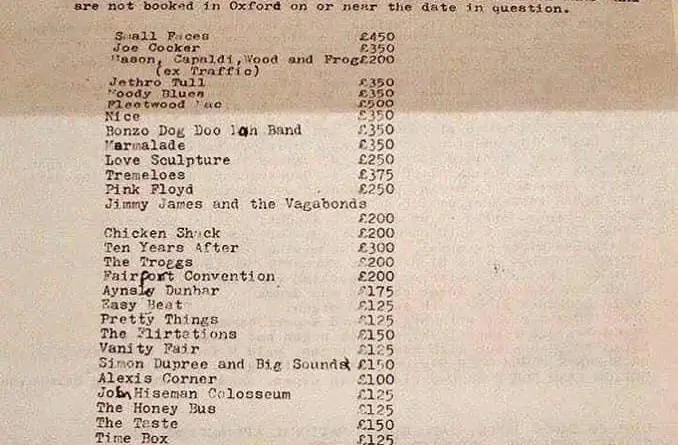 are not booked in Oxford on or near the date in question.
Small Faces £450
Joe Cocker £350
Mason, Capaldi,Wood and Frog£200
(ex Traffic)
Jethro Tull £350
Moody Blues £350
Fleetwood Mac £500
Nice £350
Bonzo Dog Doo Dah Band £350
Marmalade £350
Love Sculpture £250
Tremeloes £375
Pink Floyd £250
Jimmy James and the Vagabonds
£200
Chicken Shack £200
Ten Years After £300
The Troggs £200
Fairport Convention £200
Aynsly Dunbar £175
Easy Beat £125
Pretty Things £125
The Flirtations £150
Vanity Fair £125
Simon Dupree and Big Sounds £150
Alexis Corner £100
John Hiseman Colosseum £125
The Honey Bus £125
The Taste £150
Time Box £125